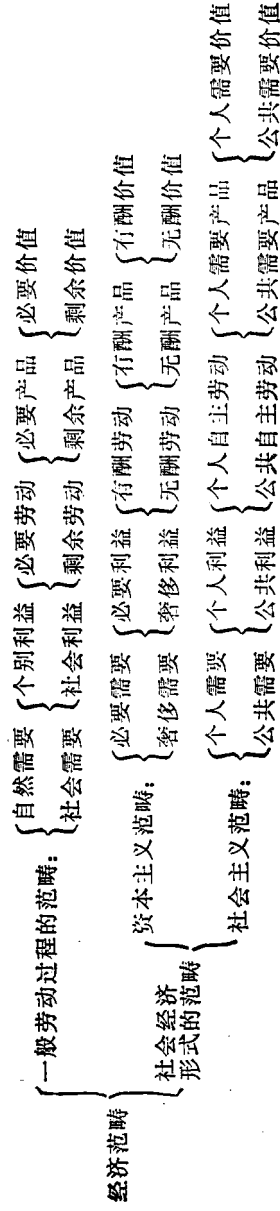 经济范畴
一般劳动过程的范畴：
自然需要 个别利益 必要劳动 必要产品 必要价值
社会需要 社会利益 剩余劳动 剩余产品 剩余价值
社会经济
形式的范畴
资本主义范畴：
必要需要 必要利益 有酬劳动 有酬产品 有酬价值
奢侈需要 奢侈利益 无酬劳动 无酬产品 无酬价值
社会主义范畴：
个人需要 个人利益 个人自主劳动 个人需要产品 个人需要价值
公共需要 公共利益 公共自主劳动 公共需要产品 公共需要价值